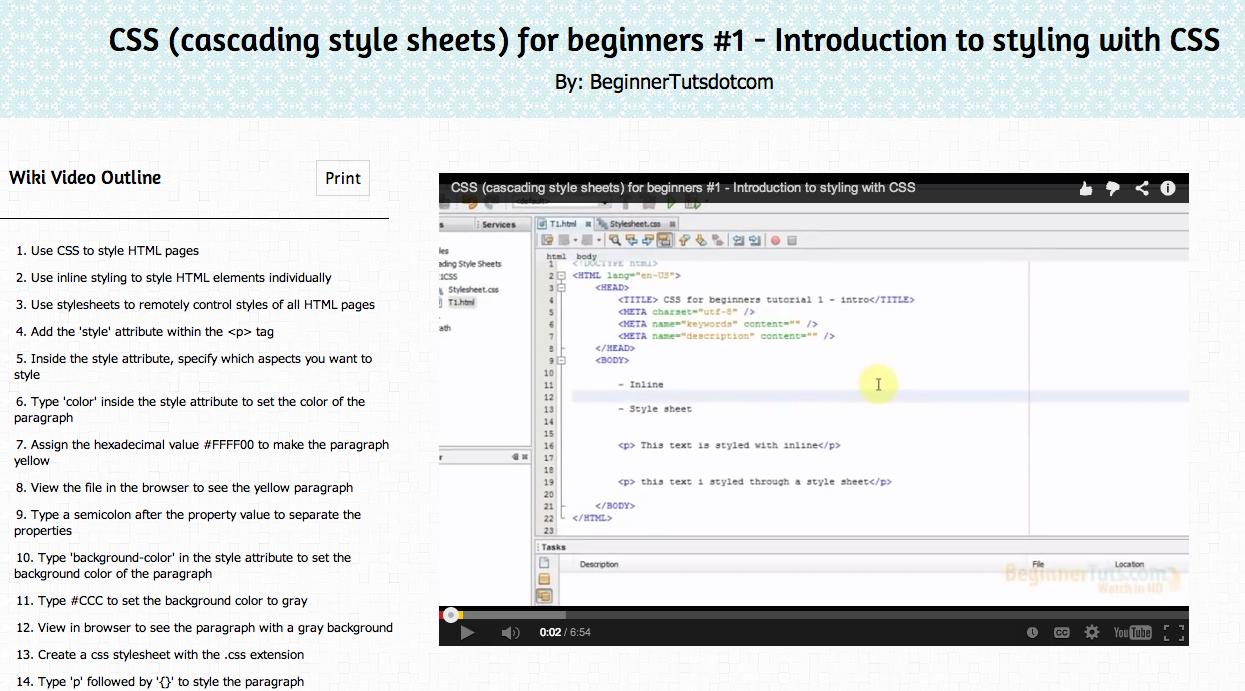 CSS (cascading style sheets) for beginners #1 - Introduction to styling with CSS
By: BeginnerTutsdotcom
Wiki Video Outline
Print
1. Use CSS to style HTML pages
2. Use inline styling to style HTML elements individually
3. Use stylesheets to remotely control styles of all HTML pages
4. Add the 'style' attribute within the <p> tag
5. Inside the style attribute, specify which aspects you want to
style
6. Type 'color' inside the style attribute to set the color of the
paragraph
7. Assign the hexadecimal value #FFFF00 to make the paragraph
yellow
8. View the file in the browser to see the yellow paragraph
9. Type a semicolon after the property value to separate the
properties
10. Type 'background-color' in the style attribute to set the
background color of the paragraph
11. Type #CCC to set the background color to gray
12. View in browser to see the paragraph with a gray background
13. Create a css stylesheet with the .css extension
14. Type 'p' followed by '{}' to style the paragraph
CSS (cascading style sheets) for beginners #1 - Introduction to styling with CSS
<default>
s Services
T1.html Stylesheet.css
les
ading Style Sheets
CSS
Stylesheet.css
T1.html
ath
html body
1 <!DOCTYPE html>
2 <HTML lang="en-US">
3 <HEAD>
4 <TITLE> CSS for beginners tutorial 1 - intro</TITLE>
5 <META charset="utf-8" />
6 <META name="keywords" content="" />
7 <META name="description" content="" />
8 </HEAD>
9 <BODY>
10
11 - Inline
12
13 - Style sheet
14
15
16 <p> This text is styled with inline</p>
17
18
19 <p> this text i styled through a style sheet</p>
20
21 </BODY>
22 </HTML>
23
r
Tasks
Description File Location
BeginnerTuts.com
Watch in HD
0:02 / 6:54
CC
YouTube